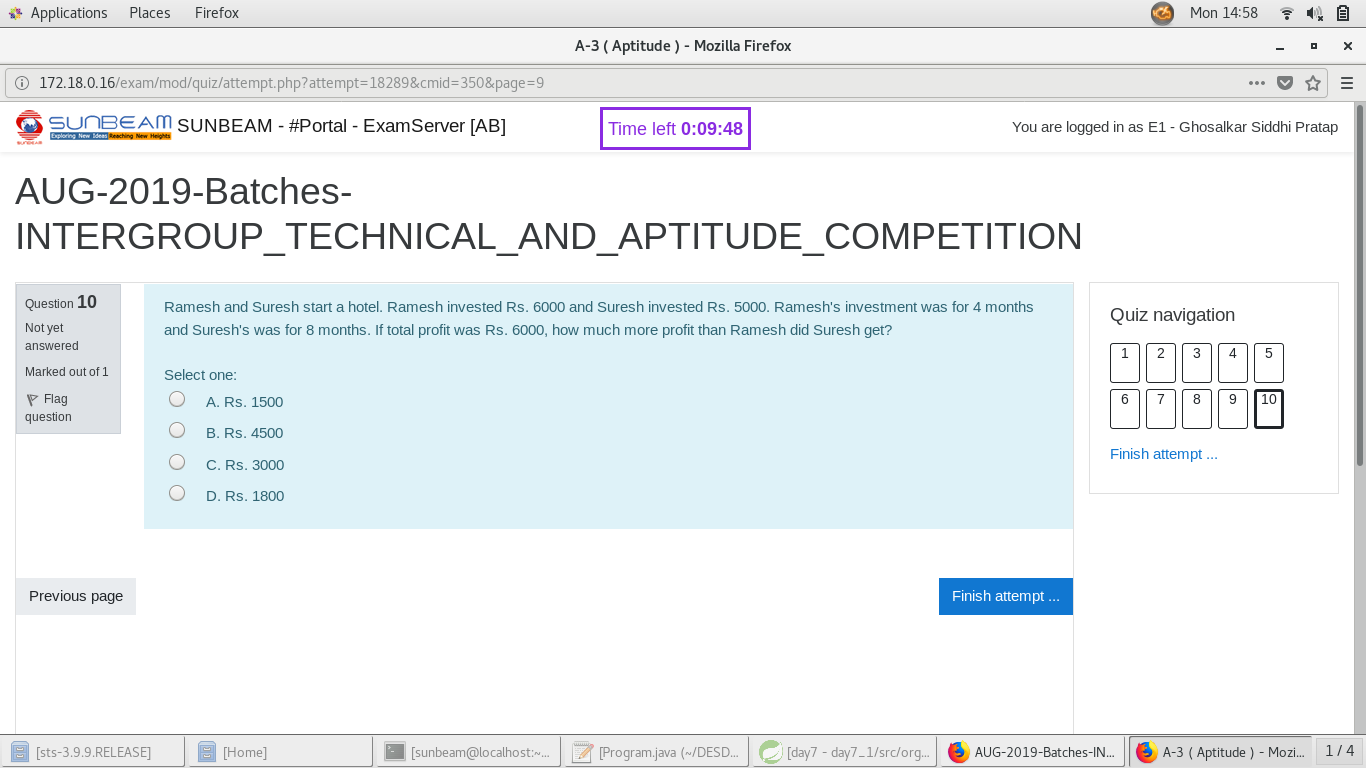 Applications Places Firefox Mon 14:58
A-3 ( Aptitude ) - Mozilla Firefox
172.18.0.16/exam/mod/quiz/attempt.php?attempt=18289&cmid=350&page=9
SUNBEAM Exploring New Ideas Reaching New Heights SUNBEAM - #Portal - ExamServer [AB] Time left 0:09:48 You are logged in as E1 - Ghosalkar Siddhi Pratap
SUNBEAM
AUG-2019-Batches-
INTERGROUP_TECHNICAL_AND_APTITUDE_COMPETITION
Question 10
Not yet
answered
Marked out of 1
Flag
question
Ramesh and Suresh start a hotel. Ramesh invested Rs. 6000 and Suresh invested Rs. 5000. Ramesh's investment was for 4 months
and Suresh's was for 8 months. If total profit was Rs. 6000, how much more profit than Ramesh did Suresh get?
Select one:
A. Rs. 1500
B. Rs. 4500
C. Rs. 3000
D. Rs. 1800
Quiz navigation
1 2 3 4 5
6 7 8 9 10
Finish attempt ...
Previous page Finish attempt ...
[sts-3.9.9.RELEASE] [Home] [sunbeam@localhost:~... [Program.java (~/DESD... [day7 - day7_1/src/org... AUG-2019-Batches-IN... A-3 ( Aptitude ) - Mozi... 1 / 4